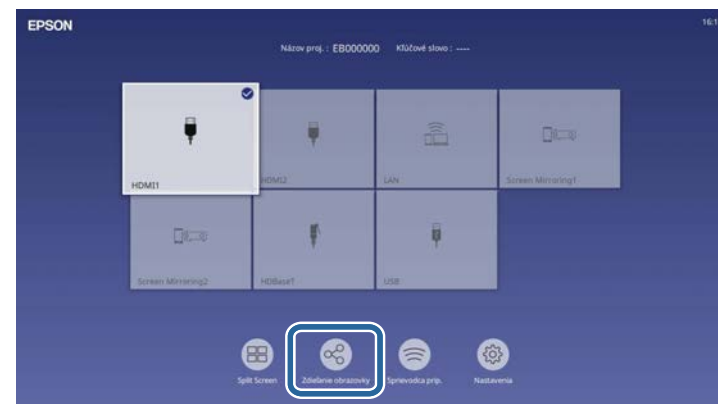 EPSON
16:1
Názov proj. : EB000000 Kľúčové slovo : ----
HDMI1
HDMI2
LAN
Screen Mirroring1
Screen Mirroring2
HDBaseT
USB
Split Screen
Zdieľanie obrazovky
Sprievodca prip.
Nastavenia